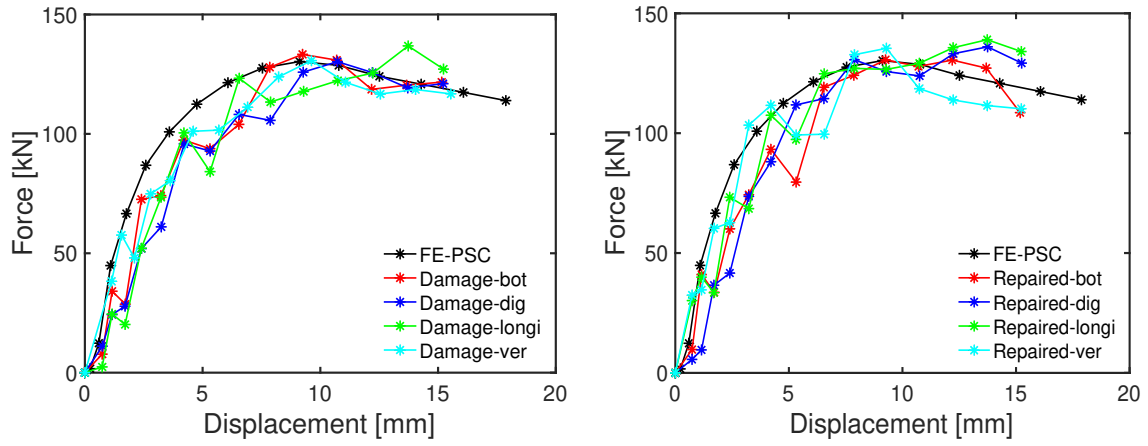 150
100
50
0
Force [kN]
0 5 10 15 20
Displacement [mm]
FE-PSC
Damage-bot
Damage-dig
Damage-longi
Damage-ver
150
100
50
0
Force [kN]
0 5 10 15 20
Displacement [mm]
FE-PSC
Repaired-bot
Repaired-dig
Repaired-longi
Repaired-ver